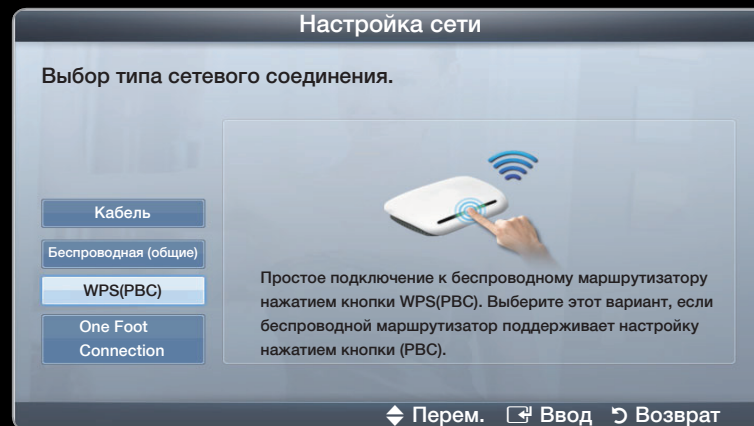 Настройка сети
Выбор типа сетевого соединения.
Кабель
Беспроводная (общие)
WPS(PBC)
One Foot
Connection
Простое подключение к беспроводному маршрутизатору
нажатием кнопки WPS(PBC). Выберите этот вариант, если
беспроводной маршрутизатор поддерживает настройку
нажатием кнопки (PBC).
Перем. Ввод Возврат